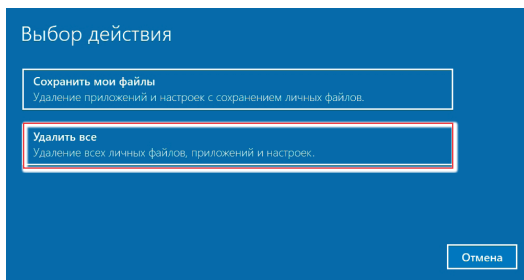 Выбор действия
Сохранить мои файлы
Удаление приложений и настроек с сохранением личных файлов.
Удалить все
Удаление всех личных файлов, приложений и настроек.
Отмена